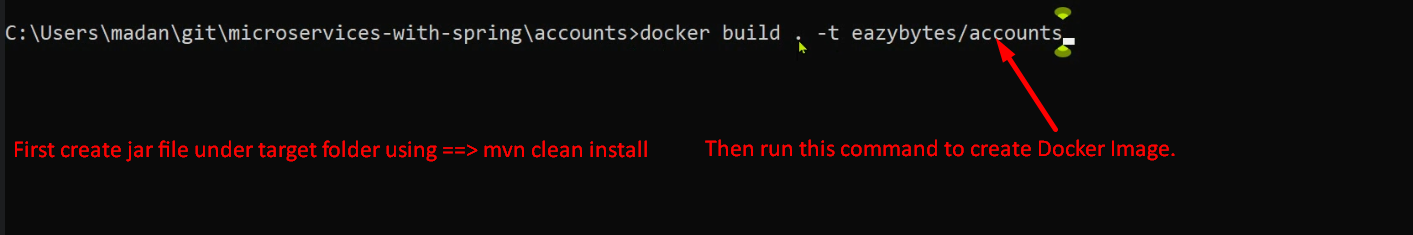 C:\Users\madan\git\microservices-with-spring\accounts>docker build . -t eazybytes/accounts
First create jar file under target folder using ==> mvn clean install
Then run this command to create Docker Image.